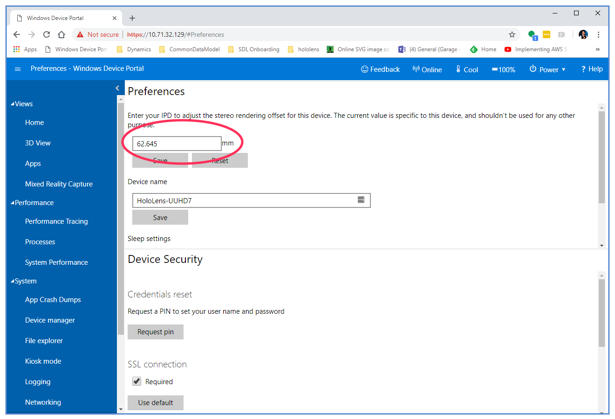 Windows Device Portal
Not secure | https://10.71.32.129/#Preferences
Apps Windows Device Por Dynamics CommonDataModel SDL Onboarding hololens Online SVG image so (4) General (Garage - Home Implementing AWS S
Preferences - Windows Device Portal Feedback Online Cool 100% Power ? Help
Views
Home
3D View
Apps
Mixed Reality Capture
Performance
Performance Tracing
Processes
System Performance
System
App Crash Dumps
Device manager
File explorer
Kiosk mode
Logging
Networking
Preferences
Enter your IPD to adjust the stereo rendering offset for this device. The current value is specific to this device, and shouldn't be used for any other
purpose.
62.645 mm
Save Reset
Device name
HoloLens-UUHD7
Save
Sleep settings
Device Security
Credentials reset
Request a PIN to set your user name and password
Request pin
SSL connection
Required
Use default